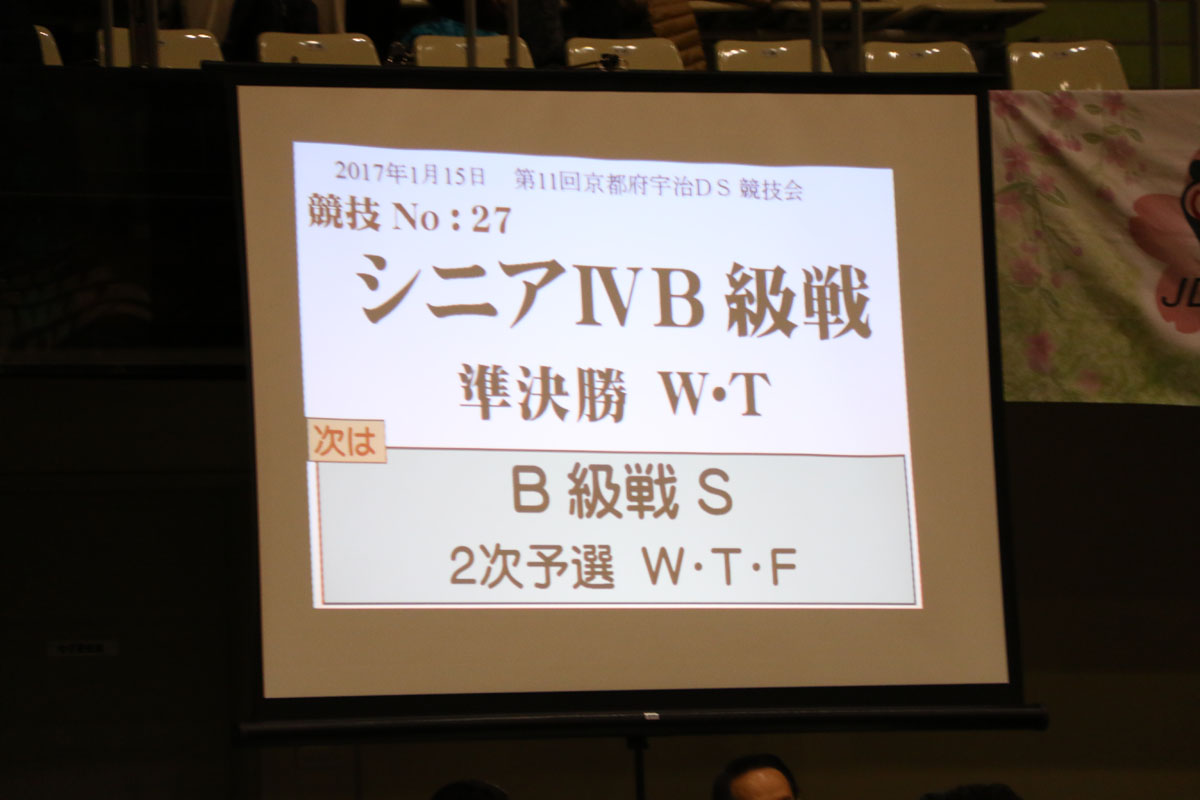 2017年1月15日　第11回京都府宇治DS 競技会
競技 No : 27
シニアⅣB 級戦
準決勝 W・T
次は
B 級戦 S
2次予選 W・T・F